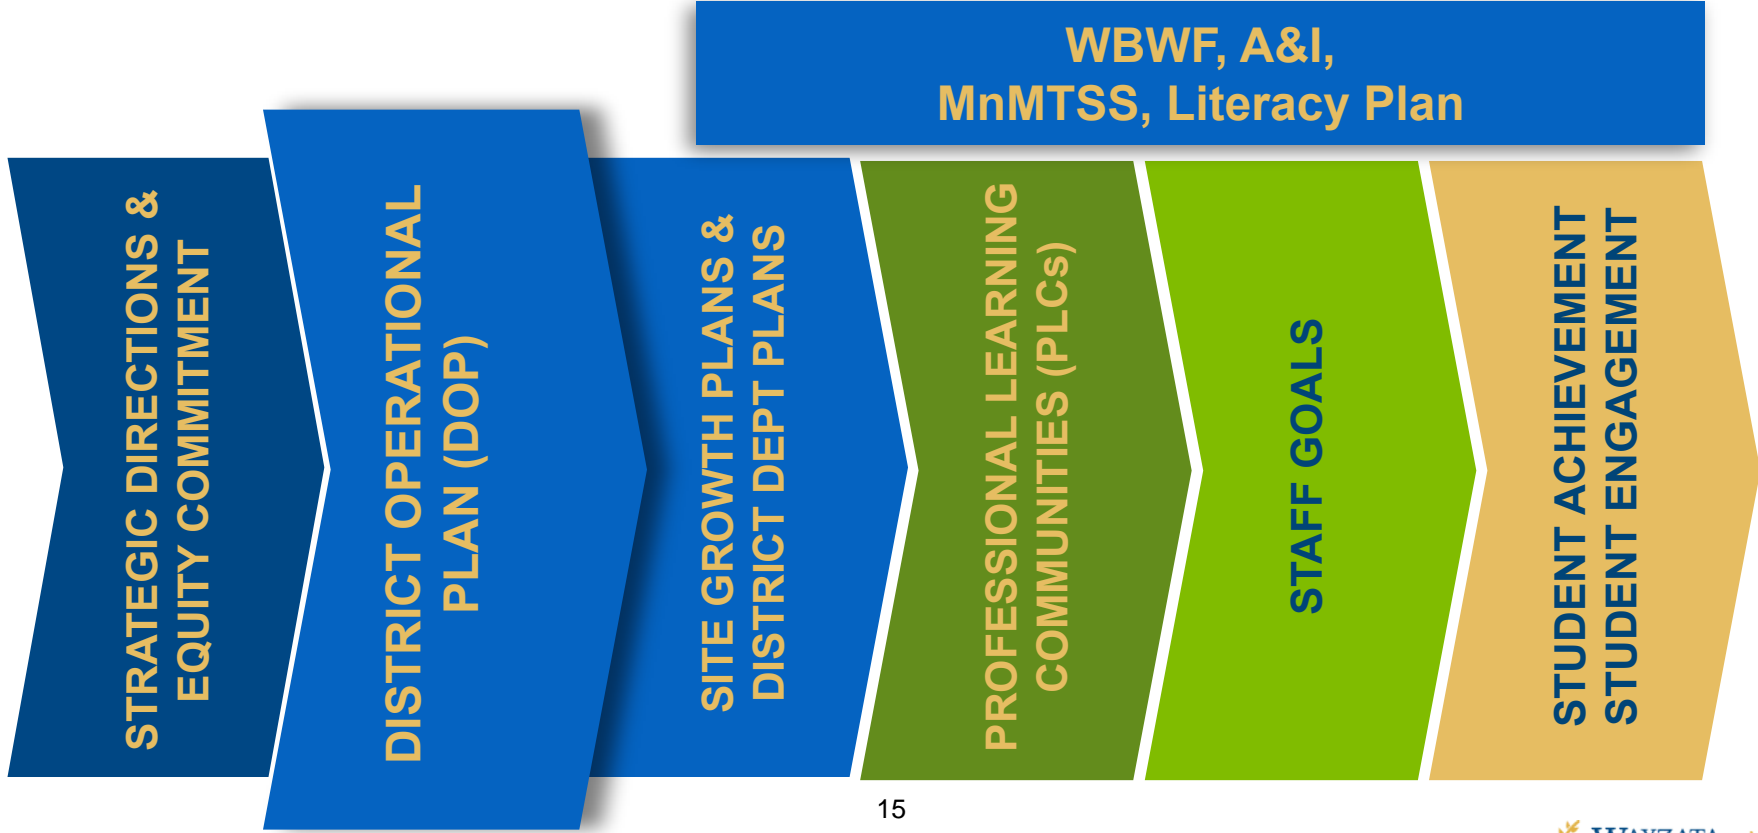 WBWF, A&I,
MnMTSS, Literacy Plan
STRATEGIC DIRECTIONS &
EQUITY COMMITMENT
DISTRICT OPERATIONAL
PLAN (DOP)
SITE GROWTH PLANS &
DISTRICT DEPT PLANS
PROFESSIONAL LEARNING
COMMUNITIES (PLCs)
STAFF GOALS
STUDENT ACHIEVEMENT
STUDENT ENGAGEMENT
15
WAYZATA